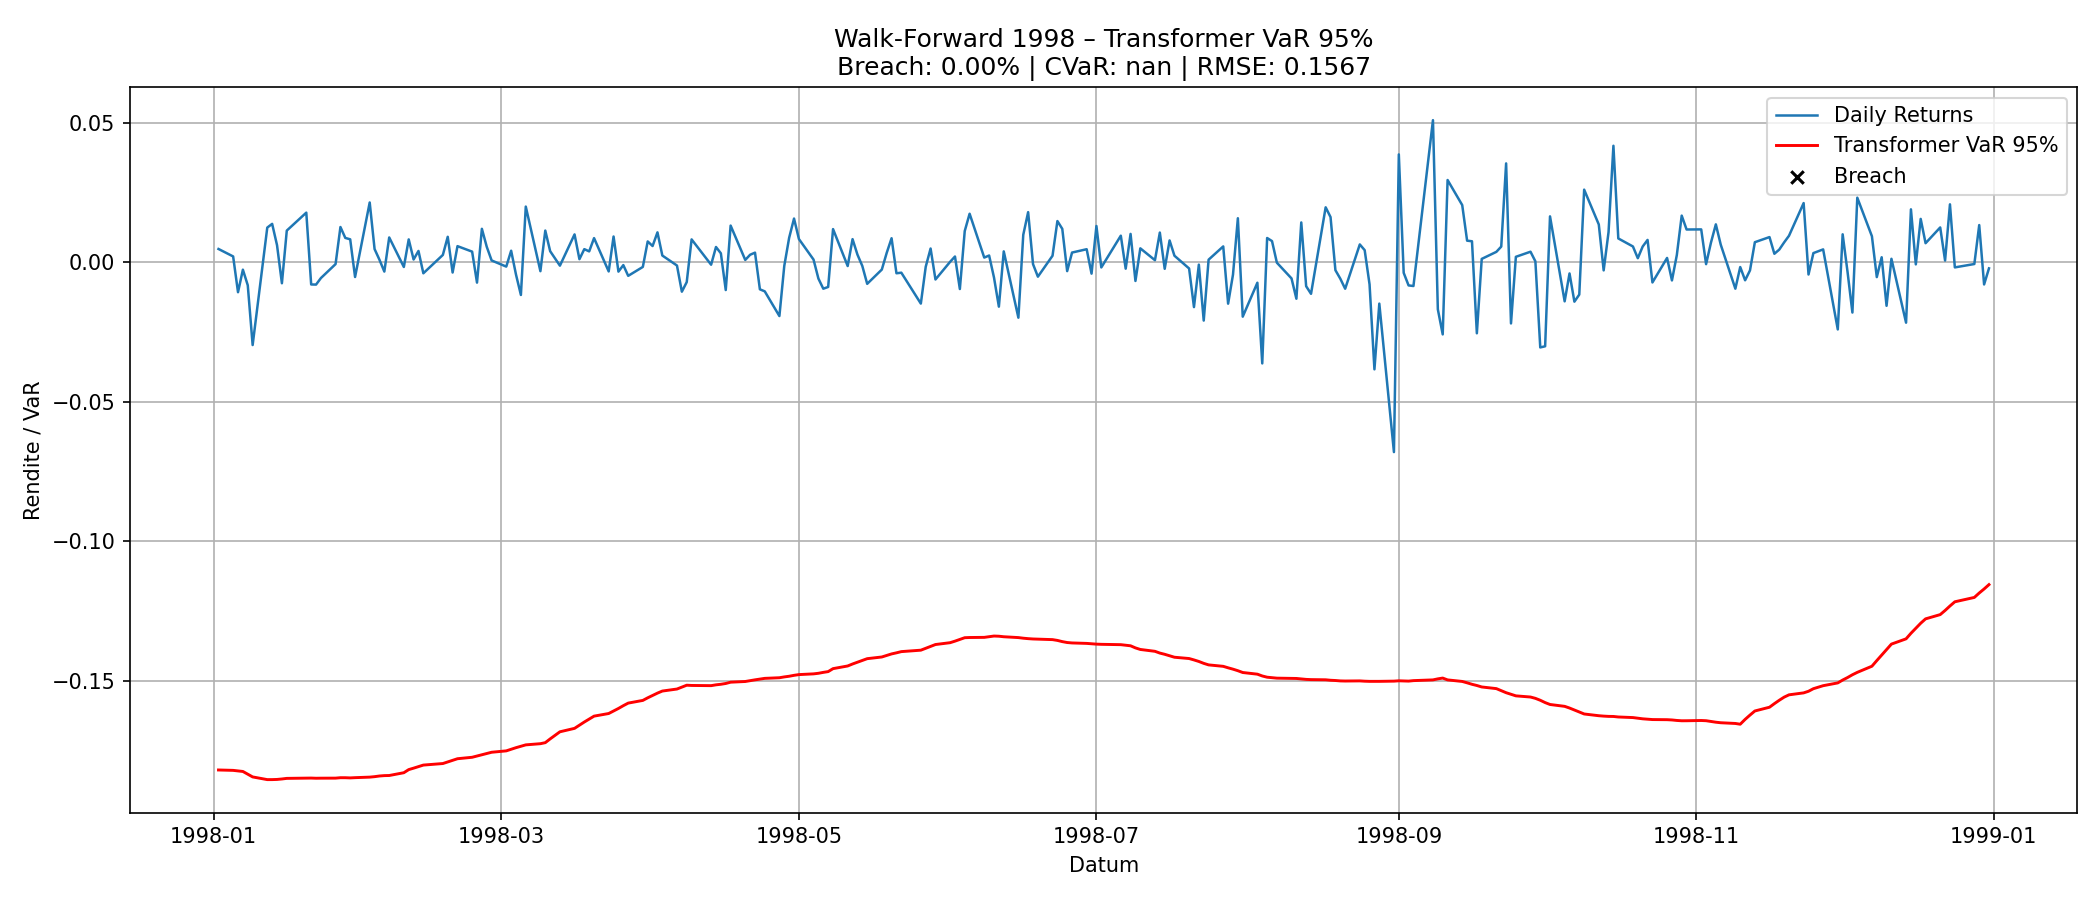 Walk-Forward 1998 – Transformer VaR 95%
Breach: 0.00% | CVaR: nan | RMSE: 0.1567
Daily Returns
Transformer VaR 95%
Breach
0.05
0.00
−0.05
−0.10
−0.15
Rendite / VaR
1998-01
1998-03
1998-05
1998-07
1998-09
1998-11
1999-01
Datum